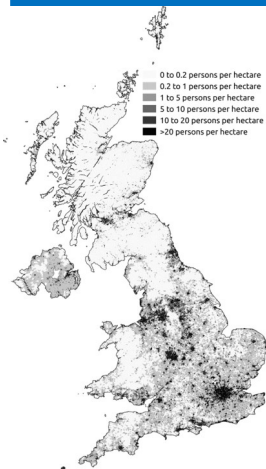 0 to 0.2 persons per hectare
0.2 to 1 persons per hectare
1 to 5 persons per hectare
5 to 10 persons per hectare
10 to 20 persons per hectare
>20 persons per hectare